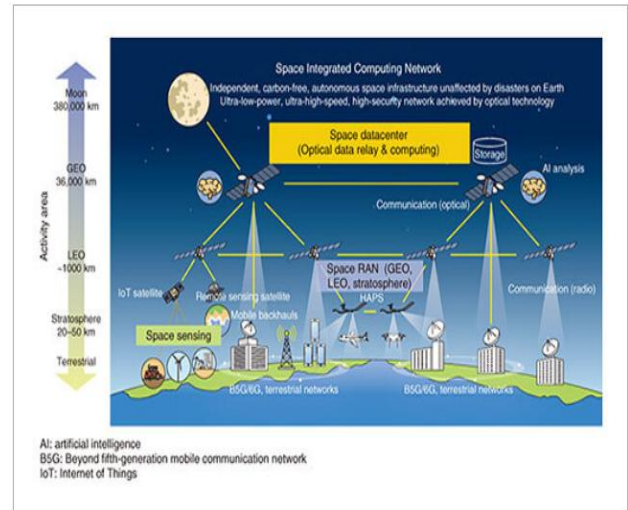 Space Integrated Computing Network
Independent, carbon-free, autonomous space infrastructure unaffected by disasters on Earth
Ultra-low-power, ultra-high-speed, high-security network achieved by optical technology
Moon
380,000 km
Space datacenter
(Optical data relay & computing)
Storage
AI analysis
GEO
36,000 km
Communication (optical)
Activity area
LEO
~1000 km
Space RAN (GEO,
LEO, stratosphere)
HAPS
IoT satellite
Remote sensing satellite
Communication (radio)
Mobile backhauls
Stratosphere
20–50 km
Space sensing
Terrestrial
B5G/6G, terrestrial networks
B5G/6G, terrestrial networks
AI: artificial intelligence
B5G: Beyond fifth-generation mobile communication network
IoT: Internet of Things